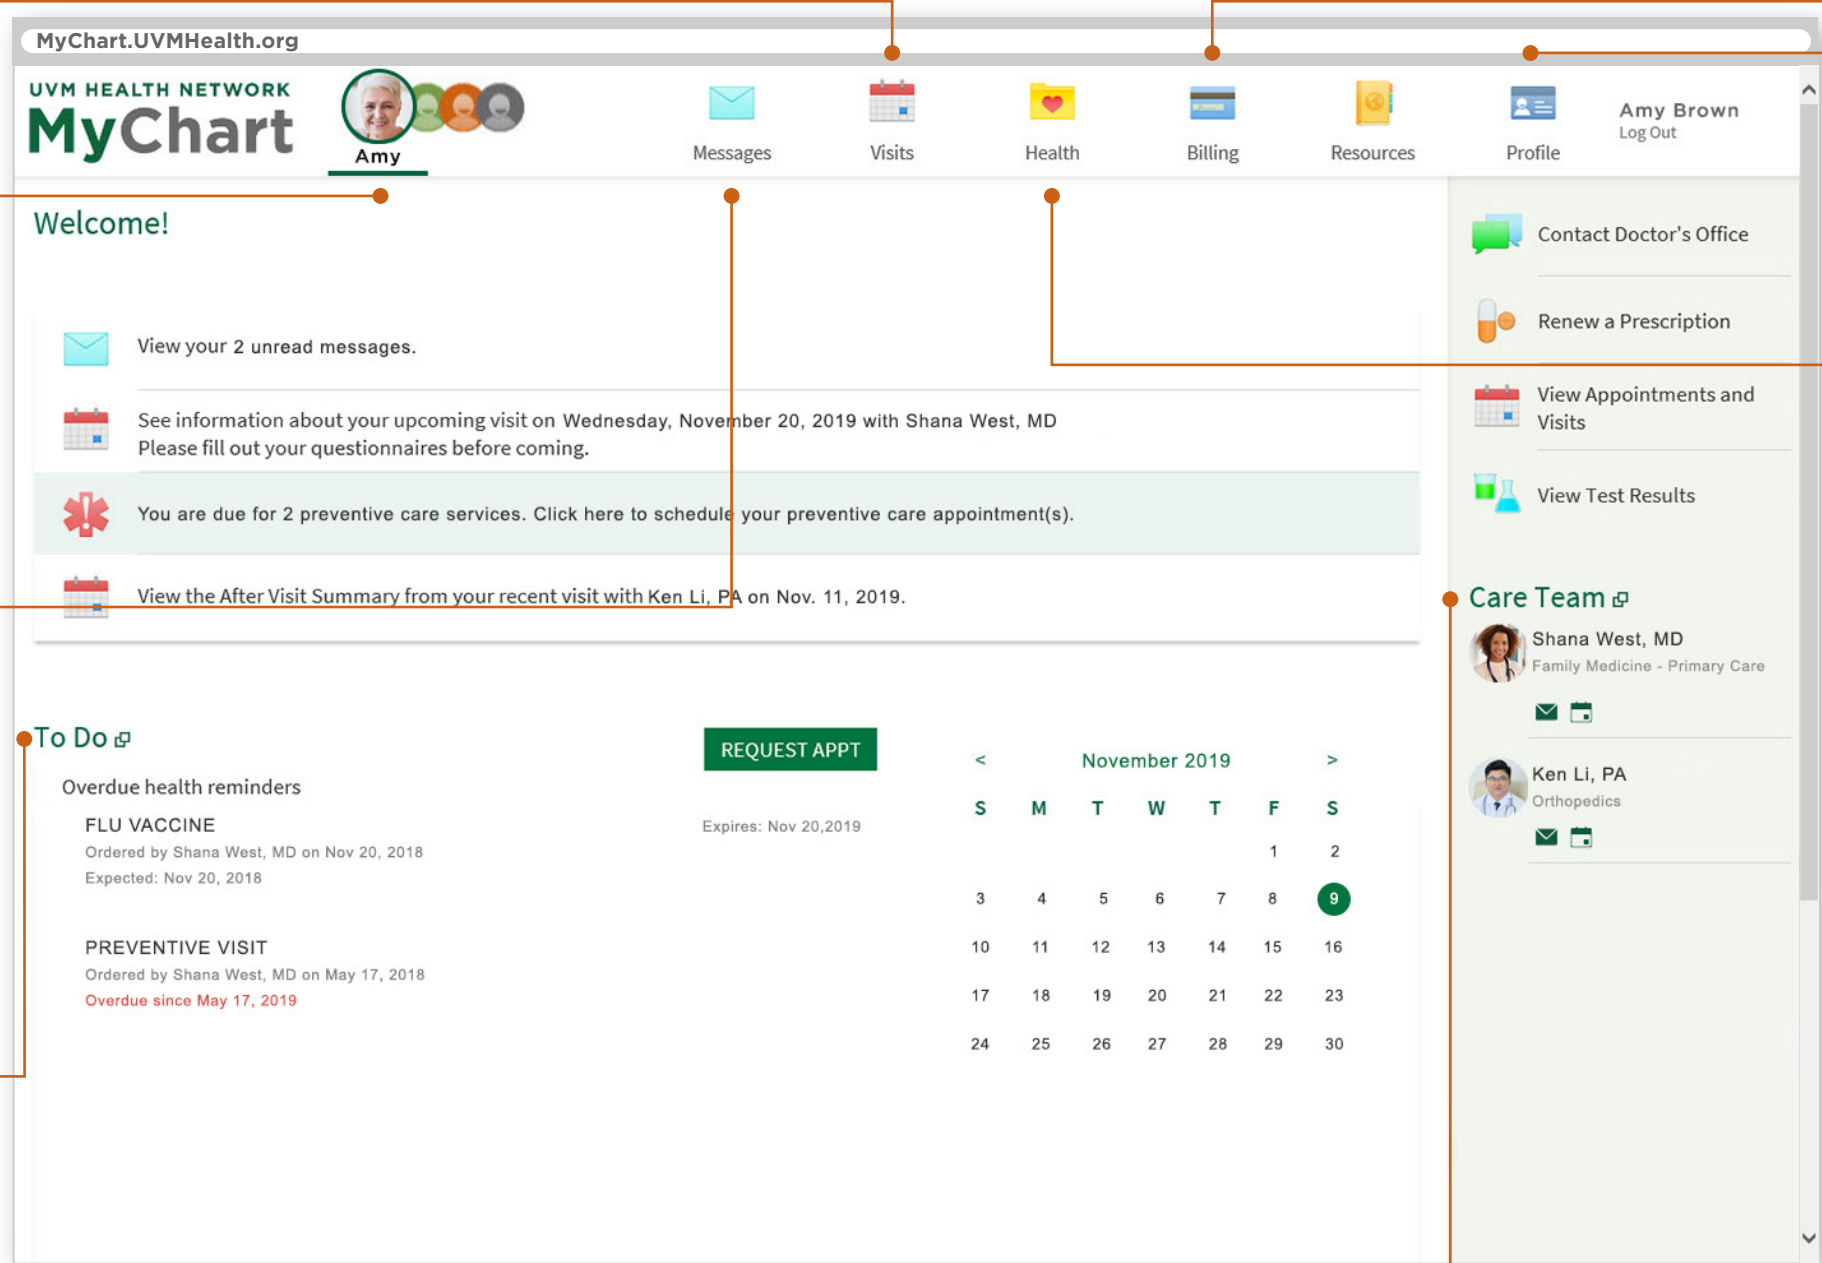 MyChart.UVMHealth.org
UVM HEALTH NETWORK
MyChart
Amy
Messages
Visits
Health
Billing
Resources
Profile
Amy Brown
Log Out
Welcome!
View your 2 unread messages.
See information about your upcoming visit on Wednesday, November 20, 2019 with Shana West, MD
Please fill out your questionnaires before coming.
You are due for 2 preventive care services. Click here to schedule your preventive care appointment(s).
View the After Visit Summary from your recent visit with Ken Li, PA on Nov. 11, 2019.
To Do
Overdue health reminders
FLU VACCINE
Ordered by Shana West, MD on Nov 20, 2018
Expected: Nov 20, 2018
PREVENTIVE VISIT
Ordered by Shana West, MD on May 17, 2018
Overdue since May 17, 2019
REQUEST APPT
Expires: Nov 20,2019
< November 2019 >
S M T W T F S
1 2
3 4 5 6 7 8 9
10 11 12 13 14 15 16
17 18 19 20 21 22 23
24 25 26 27 28 29 30
Contact Doctor's Office
Renew a Prescription
View Appointments and
Visits
View Test Results
Care Team
Shana West, MD
Family Medicine - Primary Care
Ken Li, PA
Orthopedics